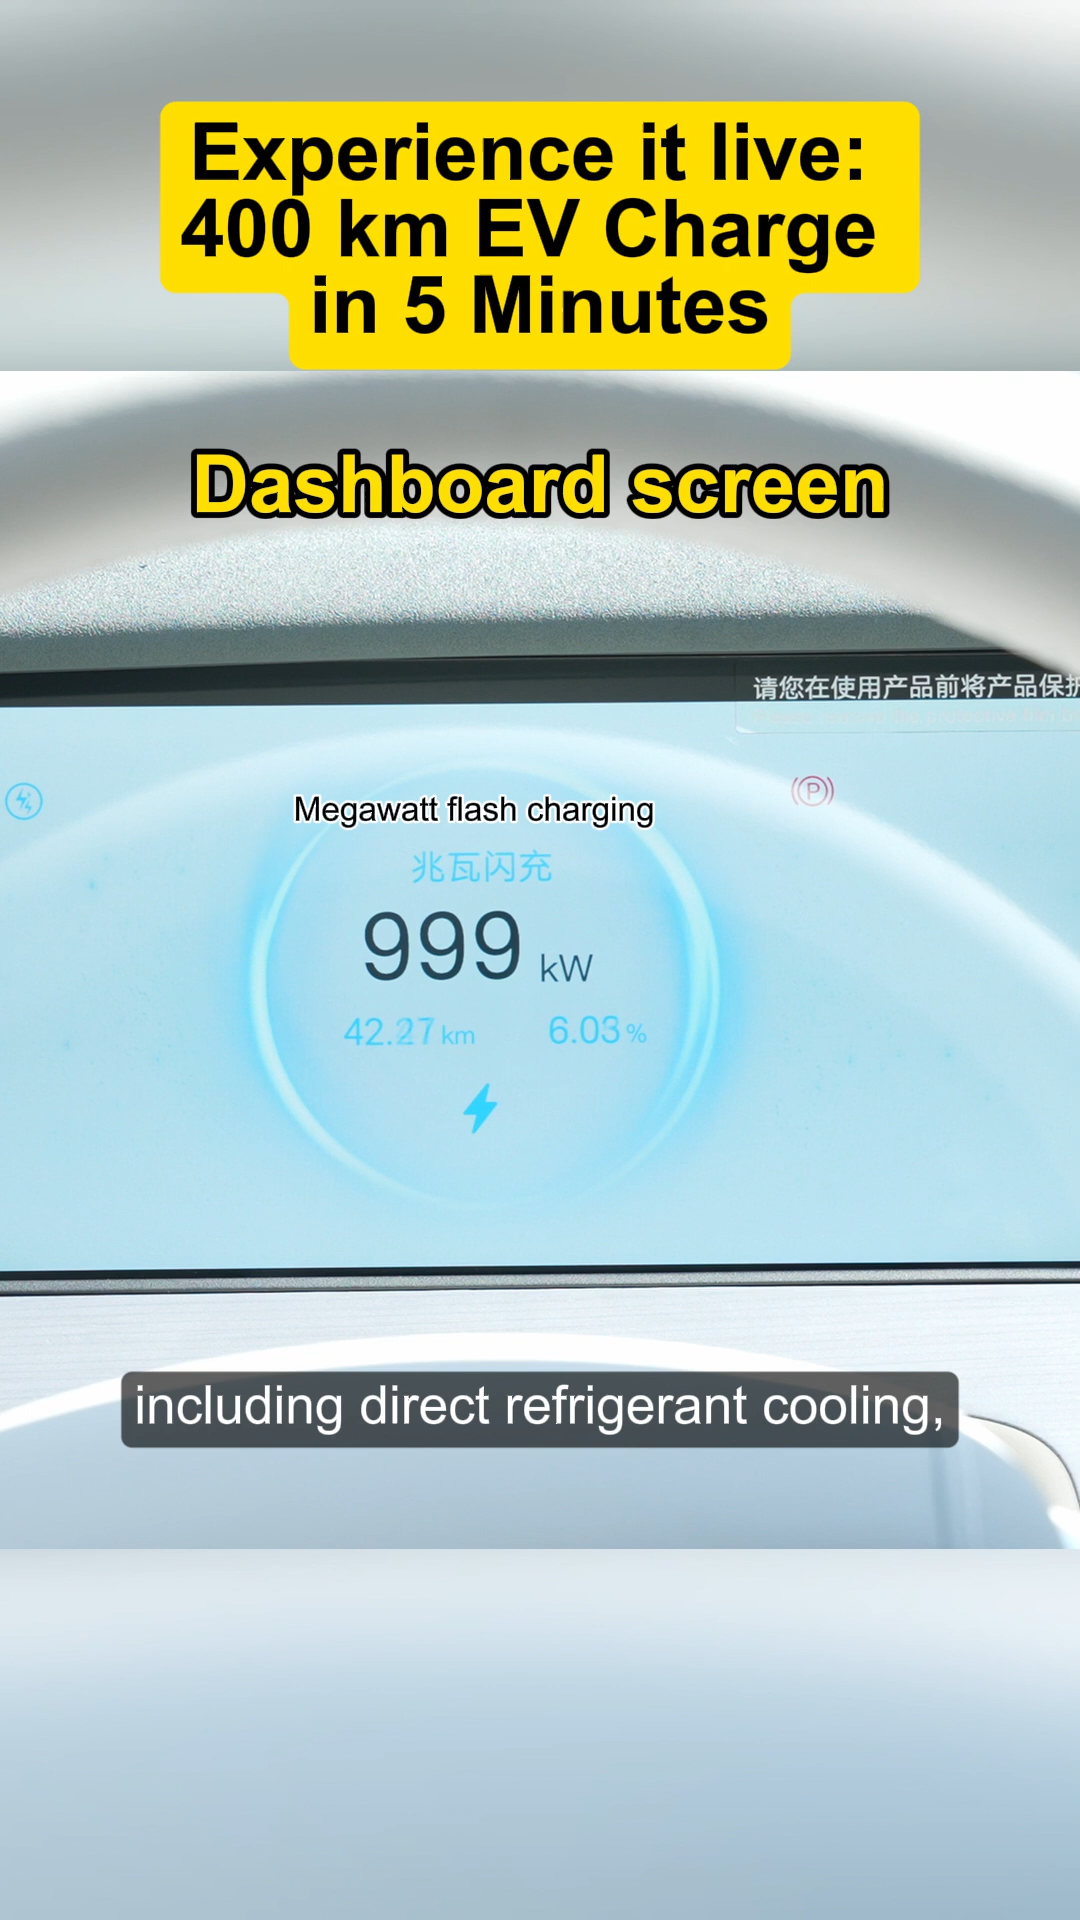 Experience it live:
400 km EV Charge
in 5 Minutes
Dashboard screen
请您在使用产品前将产品保护
Megawatt flash charging
兆瓦闪充
999 kW
42.27 km 6.03 %
including direct refrigerant cooling,